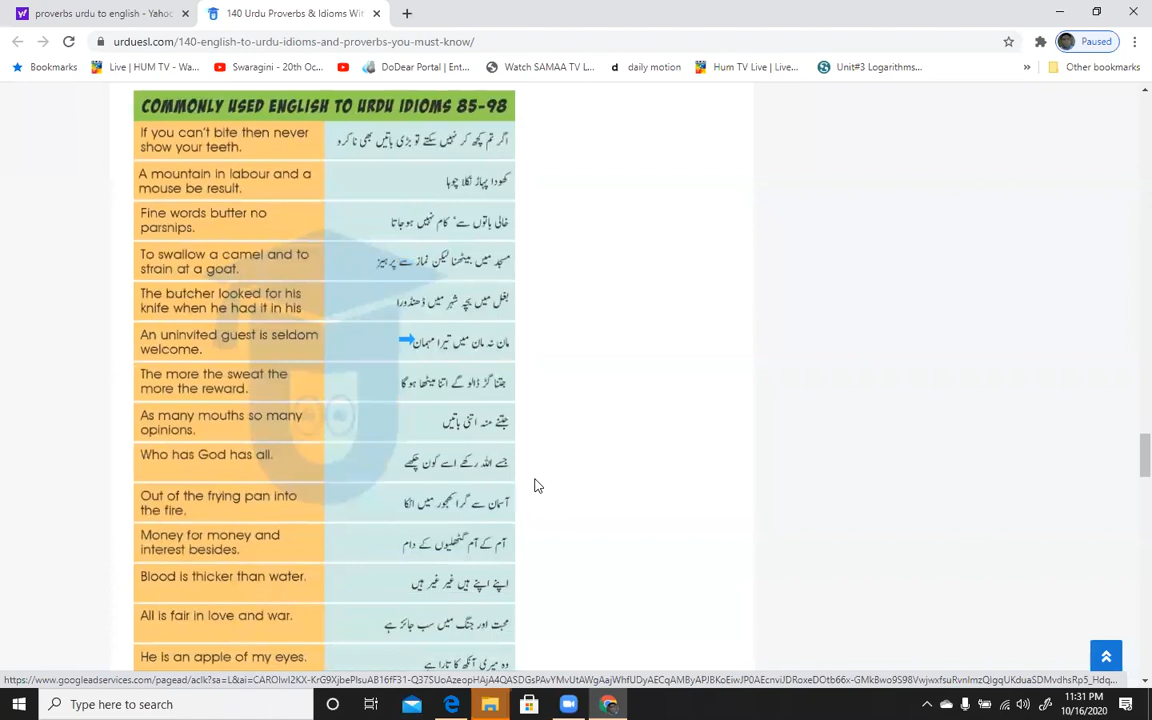 proverbs urdu to english - Yahoo
140 Urdu Proverbs & Idioms Wit
urduesl.com/140-english-to-urdu-idioms-and-proverbs-you-must-know/
Paused
Bookmarks
Live | HUM TV - Wa...
Swaragini - 20th Oc...
DoDear Portal | Ent...
Watch SAMAA TV L...
daily motion
Hum TV Live | Live...
Unit#3 Logarithms...
Other bookmarks
COMMONLY USED ENGLISH TO URDU IDIOMS 85-98
If you can't bite then never
show your teeth.
اگر تم کچھ کر نہیں سکتے تو بڑی باتیں بھی نا کرو
A mountain in labour and a
mouse be result.
کھودا پہاڑ نکلا چوہا
Fine words butter no
parsnips.
خالی باتوں سے‘ کام نہیں ہوجاتا
To swallow a camel and to
strain at a goat.
مسجد میں بیٹھنا لیکن نماز سے پرہیز
The butcher looked for his
knife when he had it in his
بغل میں بچہ شہر میں ڈھنڈورا
An uninvited guest is seldom
welcome.
مان نہ مان میں تیرا مہمان
The more the sweat the
more the reward.
جتنا گڑ ڈالو گے اتنا میٹھا ہوگا
As many mouths so many
opinions.
جتنے منہ اتنی باتیں
Who has God has all.
جسے اللہ رکھے اسے کون چکھے
Out of the frying pan into
the fire.
آسمان سے گرا کھجور میں اٹکا
Money for money and
interest besides.
آم کے آم گٹھلیوں کے دام
Blood is thicker than water.
اپنے اپنے ہیں غیر غیر ہیں
All is fair in love and war.
محبت اور جنگ میں سب جائز ہے
He is an apple of my eyes.
وہ میری آنکھ کا تارا ہے
Type here to search
11:31 PM
10/16/2020